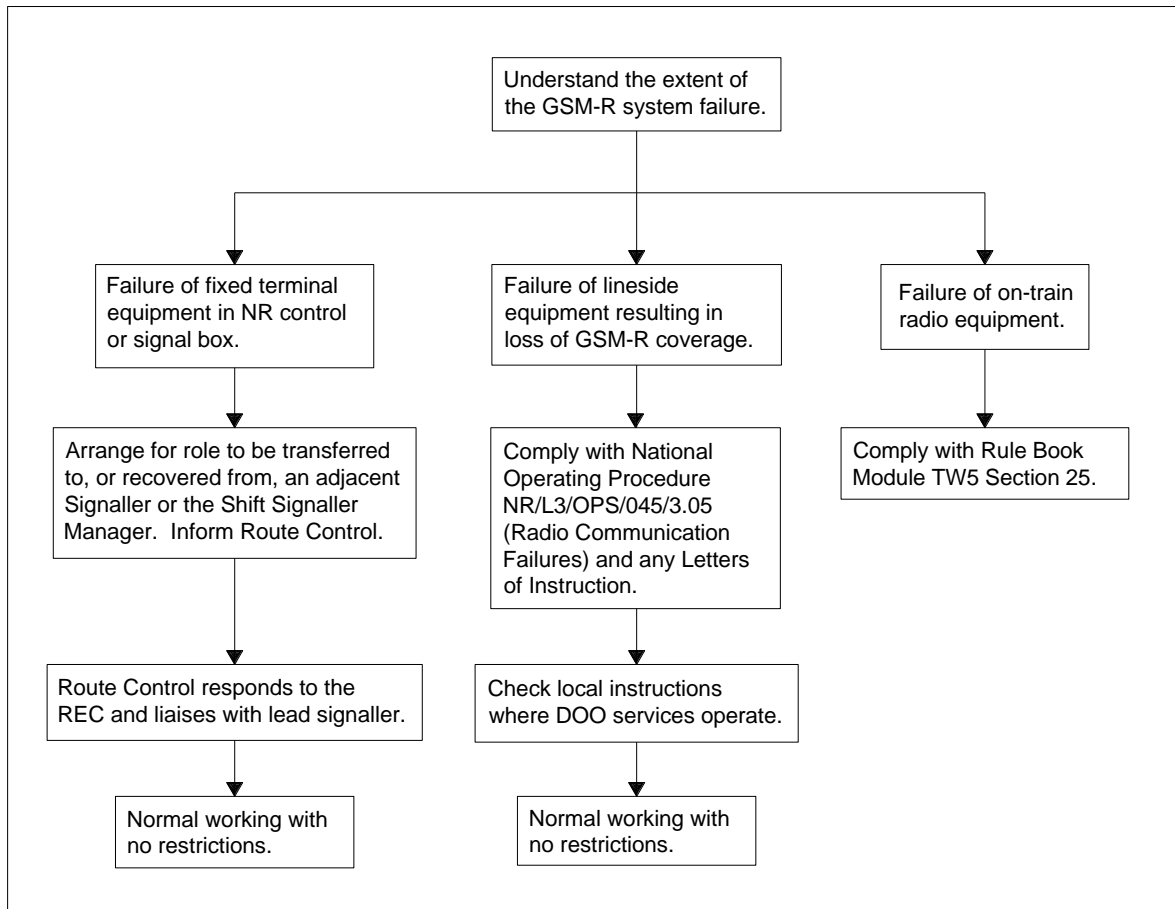 Understand the extent of
the GSM-R system failure.
Failure of fixed terminal
equipment in NR control
or signal box.
Failure of lineside
equipment resulting in
loss of GSM-R coverage.
Failure of on-train
radio equipment.
Arrange for role to be transferred
to, or recovered from, an adjacent
Signaller or the Shift Signaller
Manager.  Inform Route Control.
Comply with National
Operating Procedure
NR/L3/OPS/045/3.05
(Radio Communication
Failures) and any Letters
of Instruction.
Comply with Rule Book
Module TW5 Section 25.
Route Control responds to the
REC and liaises with lead signaller.
Check local instructions
where DOO services operate.
Normal working with
no restrictions.
Normal working with
no restrictions.